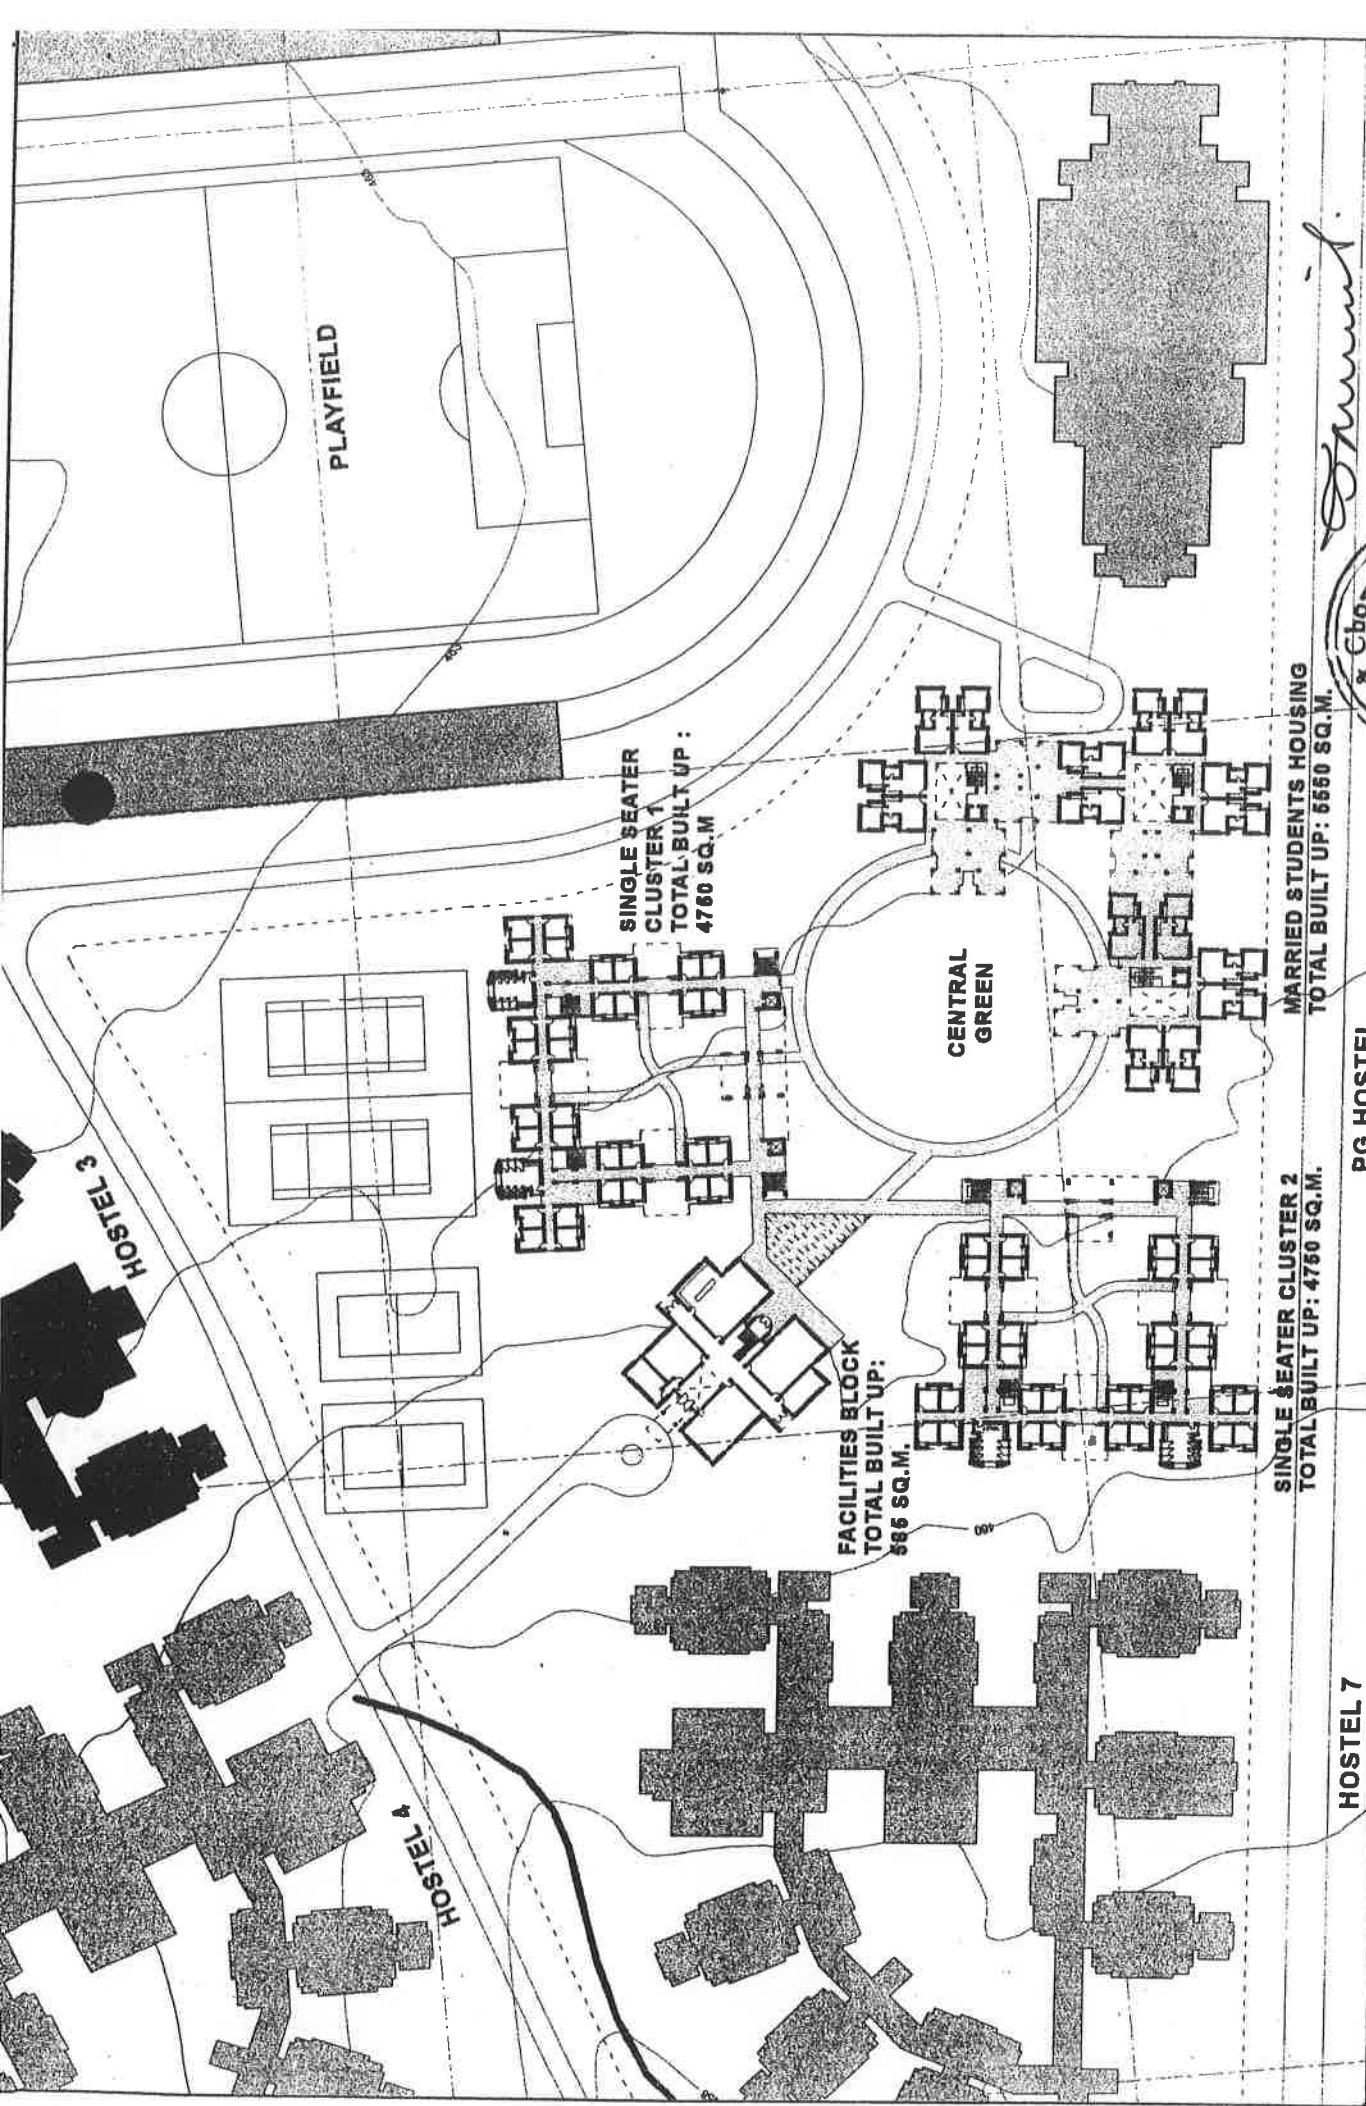 PLAYFIELD
HOSTEL 3
SINGLE SEATER
CLUSTER 1
TOTAL BUILT UP :
4750 SQ.M
CENTRAL
GREEN
MARRIED STUDENTS HOUSING
TOTAL BUILT UP: 5550 SQ.M.
FACILITIES BLOCK
TOTAL BUILT UP:
585 SQ.M.
SINGLE SEATER CLUSTER 2
TOTAL BUILT UP: 4750 SQ.M.
PG HOSTEL
HOSTEL 4
HOSTEL 7
460